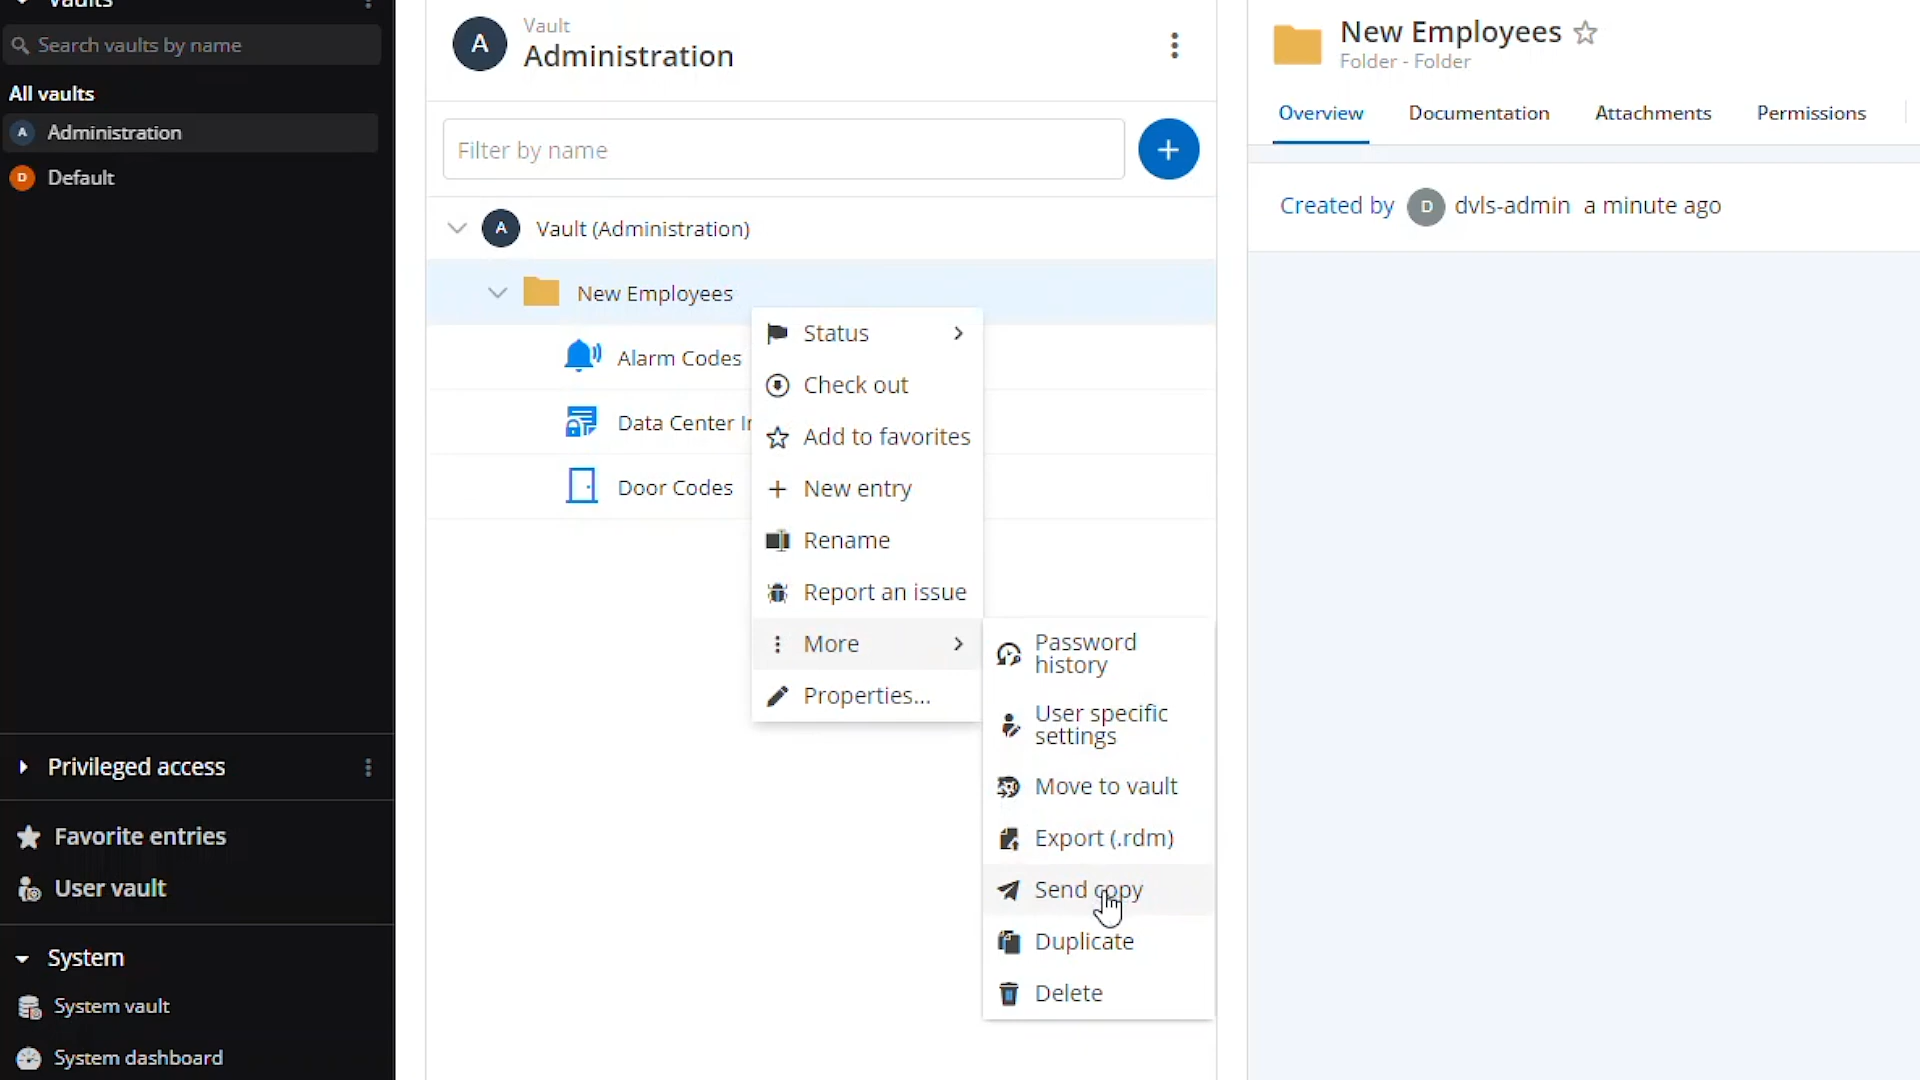 Vaults
Search vaults by name
All vaults
A Administration
D Default
Privileged access
Favorite entries
User vault
System
System vault
System dashboard
A
Vault
Administration
Filter by name
A Vault (Administration)
New Employees
Alarm Codes
Data Center
Door Codes
Status
Check out
Add to favorites
New entry
Rename
Report an issue
More
Properties...
Password
history
User specific
settings
Move to vault
Export (.rdm)
Send copy
Duplicate
Delete
New Employees
Folder - Folder
Overview Documentation Attachments Permissions
Created by D dvls-admin a minute ago